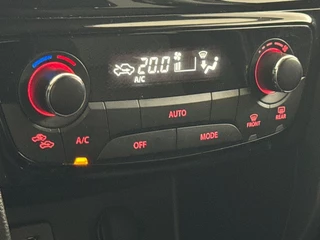 20.0
A/C
AUTO
A/C
OFF
MODE
FRONT
REAR